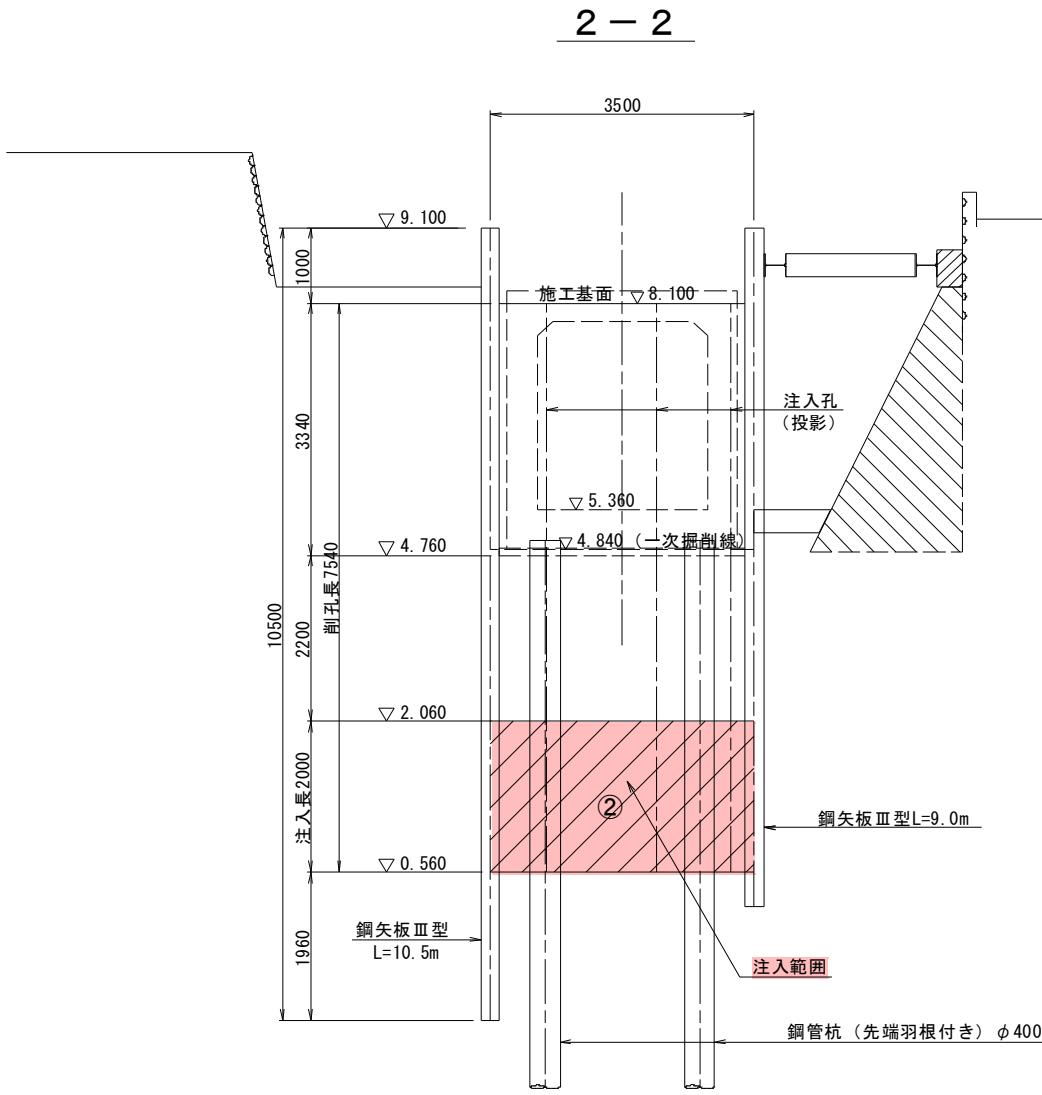 2-2
3500
▽ 9.100
1000
施工基面 ▽ 8.100
注入孔
(投影)
3340
▽ 5.360
▽ 4.840 (一次掘削線)
▽ 4.760
削孔長7540
10500
2200
▽ 2.060
注入長2000
②
鋼矢板Ⅲ型L=9.0m
▽ 0.560
鋼矢板Ⅲ型
L=10.5m
1960
注入範囲
鋼管杭 (先端羽根付き) φ400